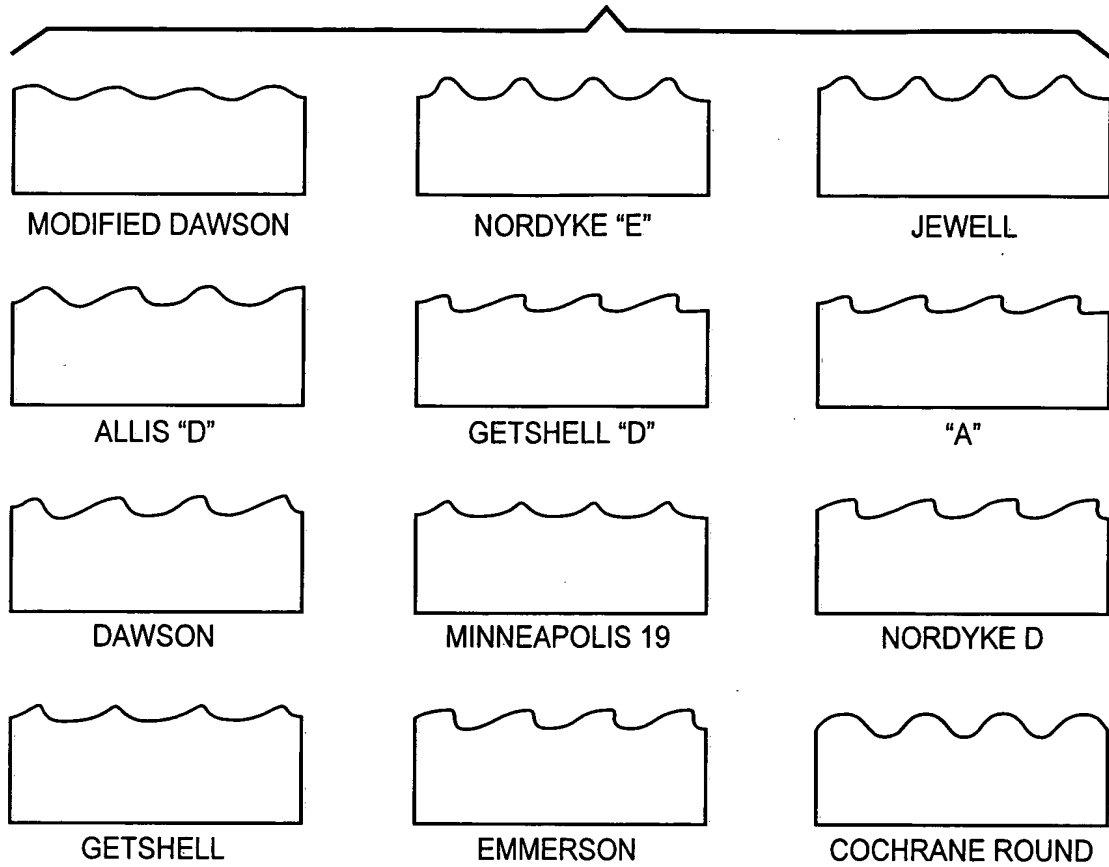 MODIFIED DAWSON
NORDYKE “E”
JEWELL
ALLIS “D”
GETSHELL “D”
“A”
DAWSON
MINNEAPOLIS 19
NORDYKE D
GETSHELL
EMMERSON
COCHRANE ROUND